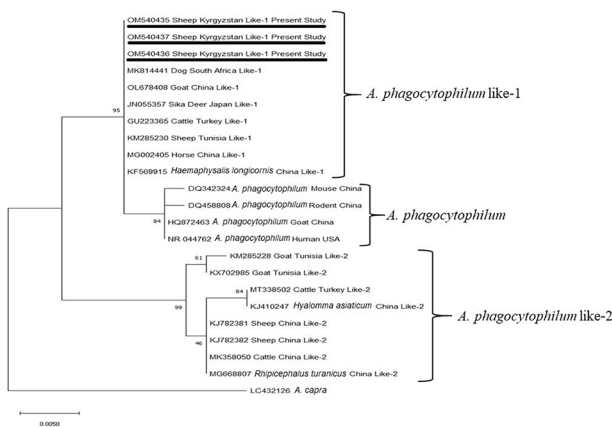 OM540435 Sheep Kyrgyzstan Like-1 Present Study
OM540437 Sheep Kyrgyzstan Like-1 Present Study
OM540436 Sheep Kyrgyzstan Like-1 Present Study
MK814441 Dog South Africa Like-1
OL678408 Goat China Like-1
JN055357 Sika Deer Japan Like-1
GU223365 Cattle Turkey Like-1
KM285230 Sheep Tunisia Like-1
MG002405 Horse China Like-1
KF569915 Haemaphysalis longicornis China Like-1
A. phagocytophilum like-1
95
DQ342324 A. phagocytophilum Mouse China
DQ458808 A. phagocytophilum Rodent China
HQ872463 A. phagocytophilum Goat China
NR 044762 A. phagocytophilum Human USA
A. phagocytophilum
84
KM285228 Goat Tunisia Like-2
KX702985 Goat Tunisia Like-2
61
MT338502 Cattle Turkey Like-2
KJ410247 Hyalomma asiaticum China Like-2
84
KJ782381 Sheep China Like-2
KJ782382 Sheep China Like-2
MK358050 Cattle China Like-2
MG668807 Rhipicephalus turanicus China Like-2
99
46
A. phagocytophilum like-2
LC432126 A. capra
0.0050